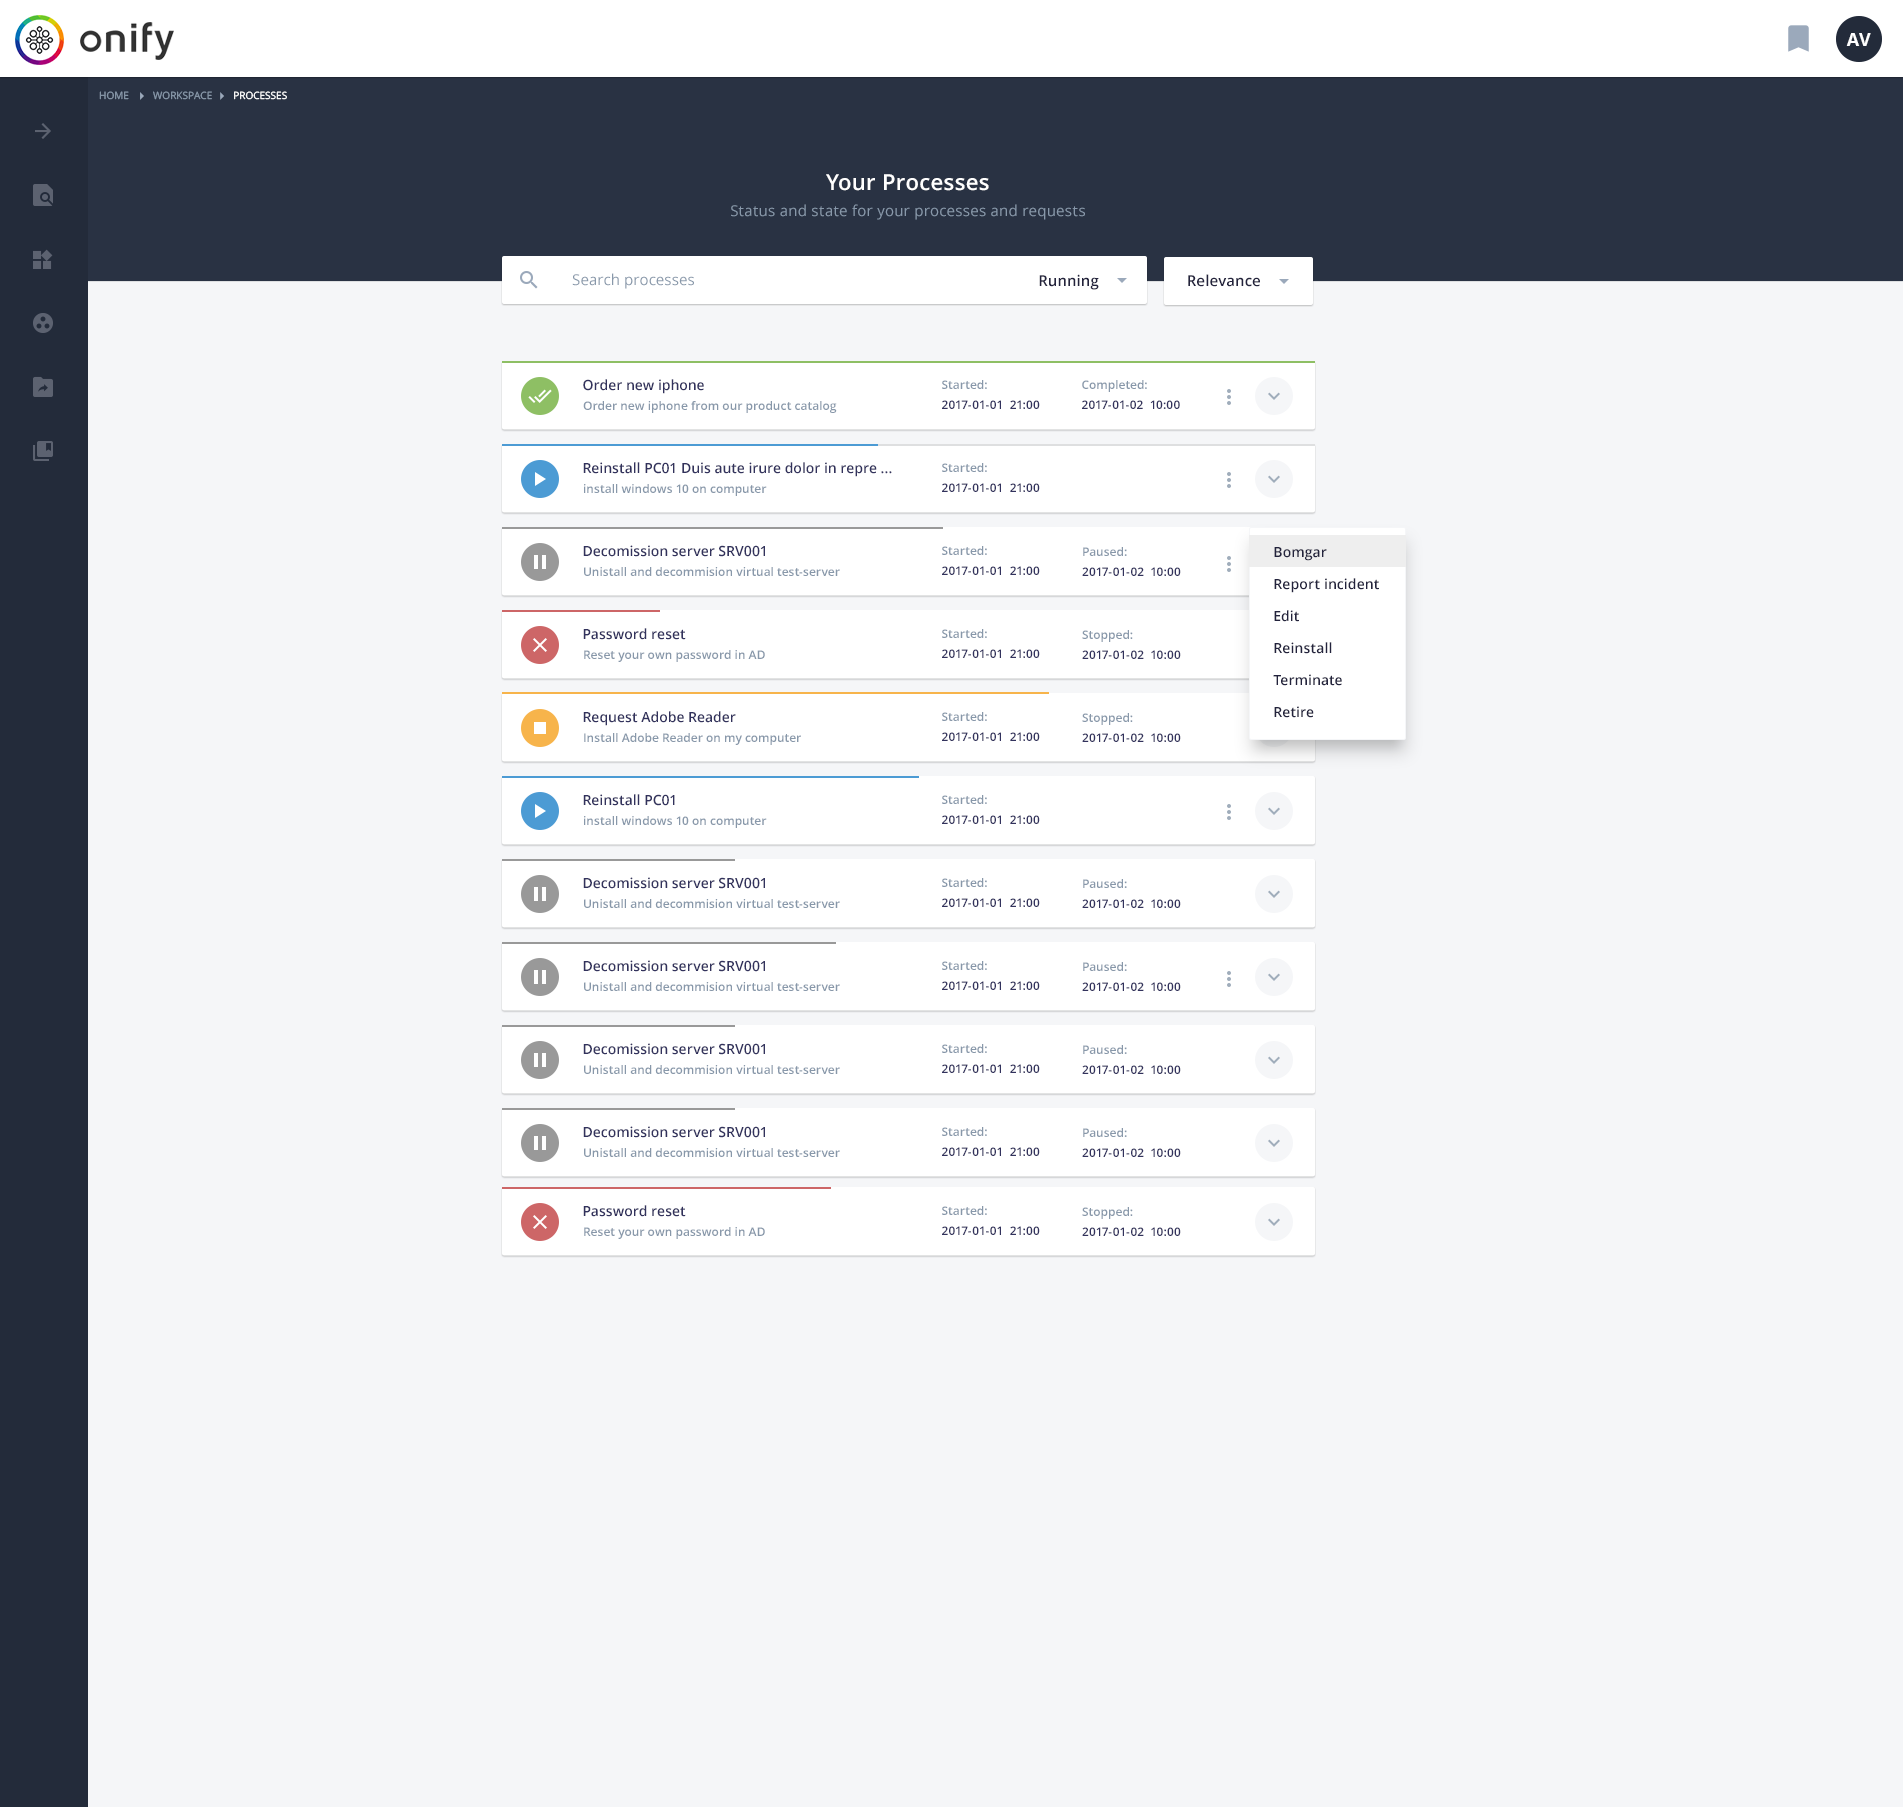 onify
AV
HOME WORKSPACE PROCESSES
Your Processes
Status and state for your processes and requests
Search processes Running Relevance
Order new iphone Started: Completed:
Order new iphone from our product catalog 2017-01-01 21:00 2017-01-02 10:00
Reinstall PC01 Duis aute irure dolor in repre ... Started:
install windows 10 on computer 2017-01-01 21:00
Decomission server SRV001 Started: Paused:
Unistall and decommision virtual test-server 2017-01-01 21:00 2017-01-02 10:00
Bomgar
Report incident
Edit
Reinstall
Terminate
Retire
Password reset Started: Stopped:
Reset your own password in AD 2017-01-01 21:00 2017-01-02 10:00
Request Adobe Reader Started: Stopped:
Install Adobe Reader on my computer 2017-01-01 21:00 2017-01-02 10:00
Reinstall PC01 Started:
install windows 10 on computer 2017-01-01 21:00
Decomission server SRV001 Started: Paused:
Unistall and decommision virtual test-server 2017-01-01 21:00 2017-01-02 10:00
Decomission server SRV001 Started: Paused:
Unistall and decommision virtual test-server 2017-01-01 21:00 2017-01-02 10:00
Decomission server SRV001 Started: Paused:
Unistall and decommision virtual test-server 2017-01-01 21:00 2017-01-02 10:00
Decomission server SRV001 Started: Paused:
Unistall and decommision virtual test-server 2017-01-01 21:00 2017-01-02 10:00
Password reset Started: Stopped:
Reset your own password in AD 2017-01-01 21:00 2017-01-02 10:00